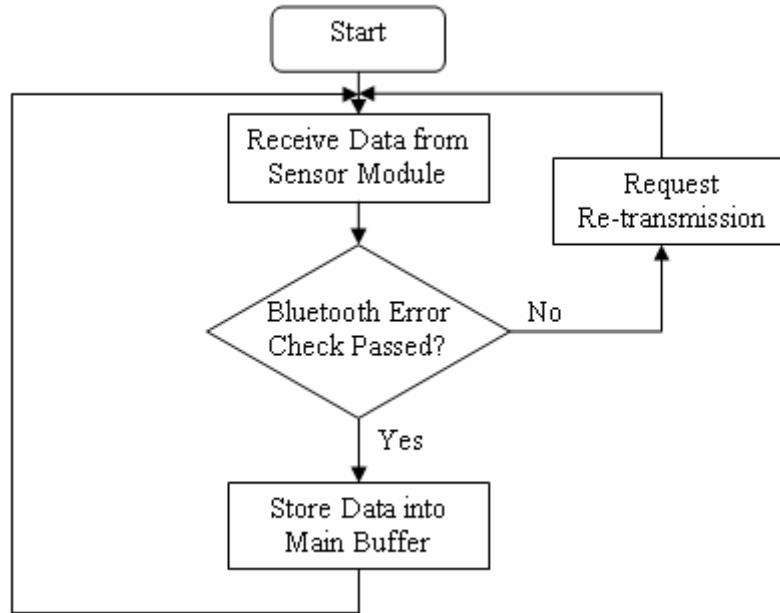 Start
Receive Data from
Sensor Module
Request
Re-transmission
Bluetooth Error
Check Passed?
No
Yes
Store Data into
Main Buffer